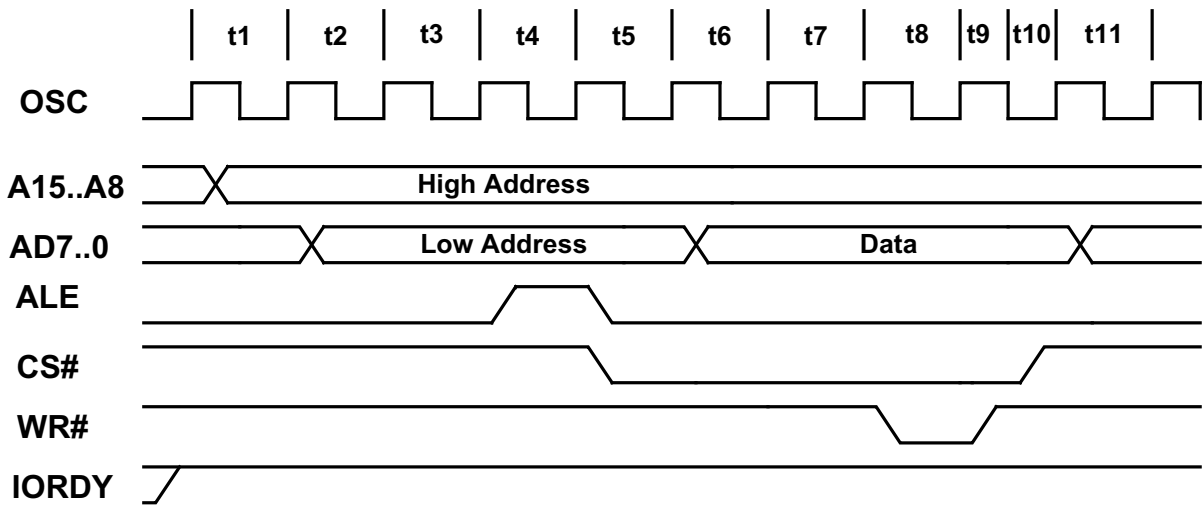 t1 t2 t3 t4 t5 t6 t7 t8 t9 t10 t11
OSC
A15..A8 High Address
AD7..0 Low Address Data
ALE
CS#
WR#
IORDY